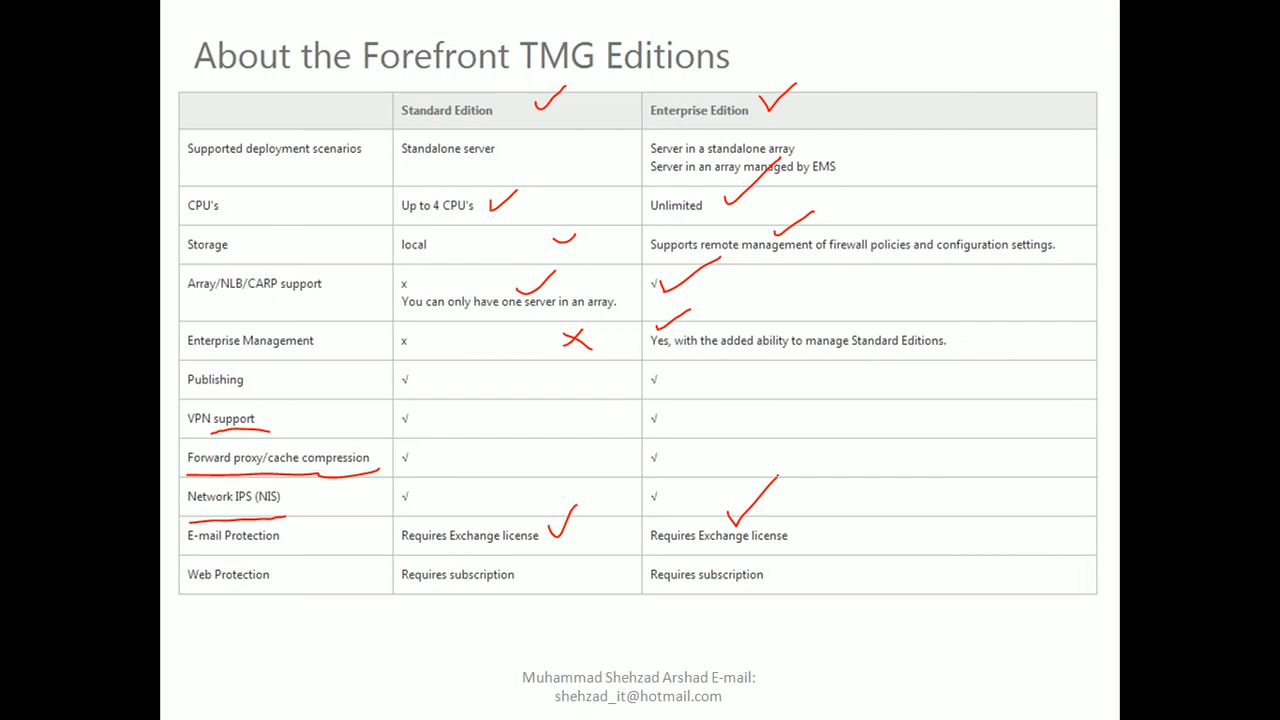 About the Forefront TMG Editions
Standard Edition Enterprise Edition
Supported deployment scenarios Standalone server Server in a standalone array
Server in an array managed by EMS
CPU's Up to 4 CPU's Unlimited
Storage local Supports remote management of firewall policies and configuration settings.
Array/NLB/CARP support x √
You can only have one server in an array.
Enterprise Management x Yes, with the added ability to manage Standard Editions.
Publishing √ √
VPN support √ √
Forward proxy/cache compression √ √
Network IPS (NIS) √ √
E-mail Protection Requires Exchange license Requires Exchange license
Web Protection Requires subscription Requires subscription
Muhammad Shehzad Arshad E-mail:
shehzad_it@hotmail.com